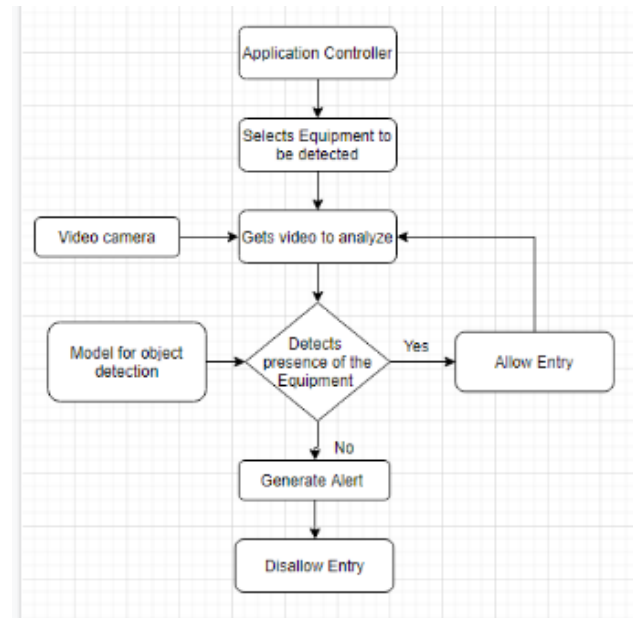 Application Controller
Selects Equipment to
be detected
Video camera
Gets video to analyze
Model for object
detection
Detects
presence of the
Equipment
Yes
Allow Entry
No
Generate Alert
Disallow Entry